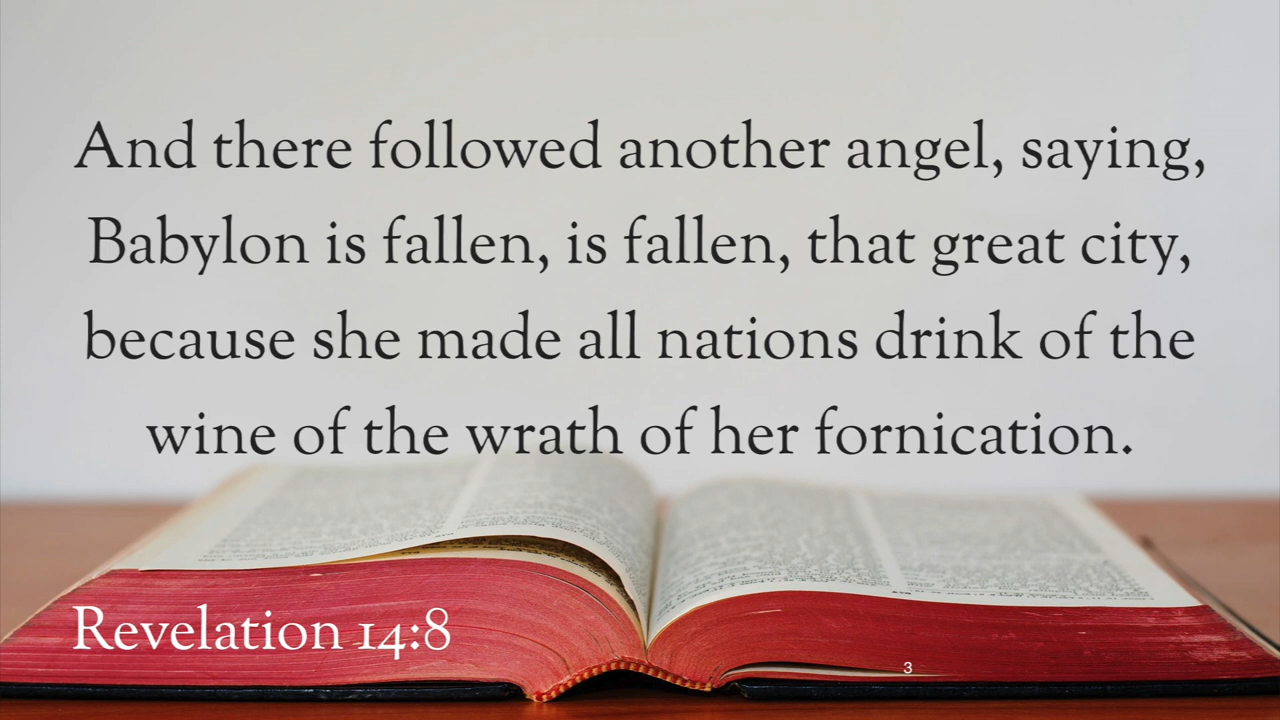 And there followed another angel, saying,
Babylon is fallen, is fallen, that great city,
because she made all nations drink of the
wine of the wrath of her fornication.
Revelation 14:8
3